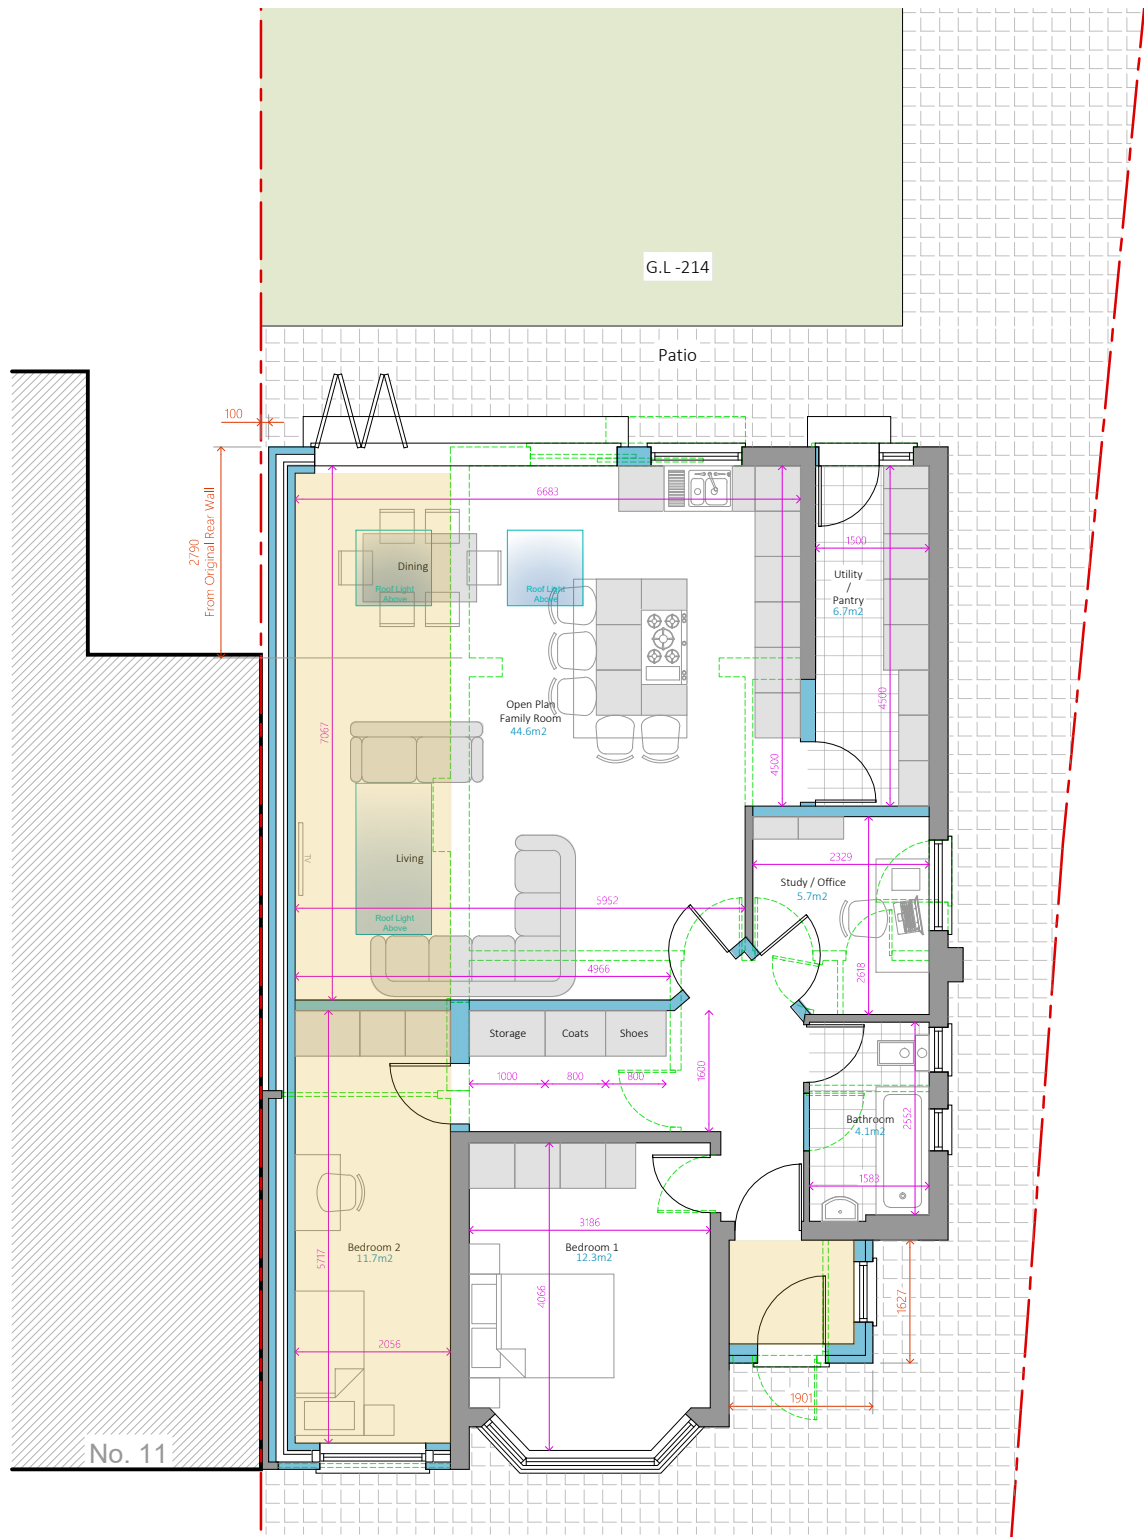 G.L -214
Patio
100
2790
From Original Rear Wall
6683
Dining
Roof Light
Above
Roof Light
Above
1500
Utility
/
Pantry
6.7m2
4500
7067
Open Plan
Family Room
44.6m2
4500
TV
Living
Roof Light
Above
2329
Study / Office
5.7m2
5952
2618
4966
Storage
Coats
Shoes
1000
800
800
1600
Bathroom
4.1m2
2552
1583
5717
Bedroom 2
11.7m2
3186
Bedroom 1
12.3m2
4066
2056
1627
1901
No. 11